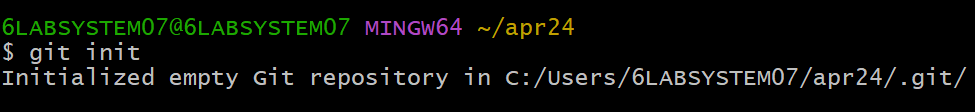 6LABSYSTEM07@6LABSYSTEM07 MINGW64 ~/apr24
$ git init
Initialized empty Git repository in C:/Users/6LABSYSTEM07/apr24/.git/